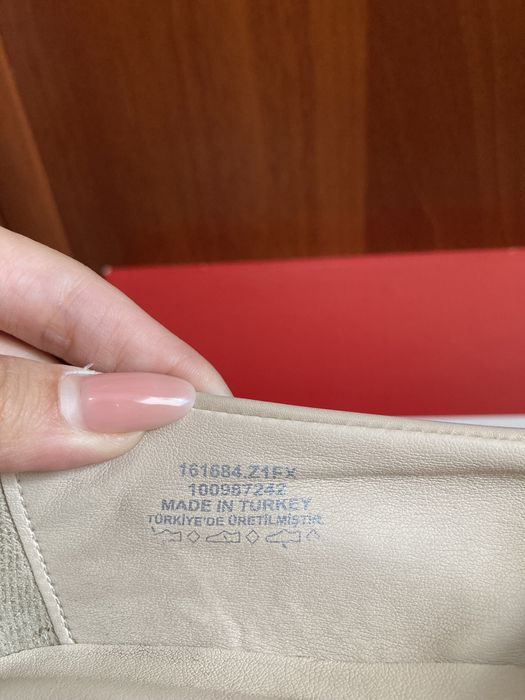 161684.Z1FX
100987242
MADE IN TURKEY
TÜRKİYE'DE ÜRETİLMİŞTİR.